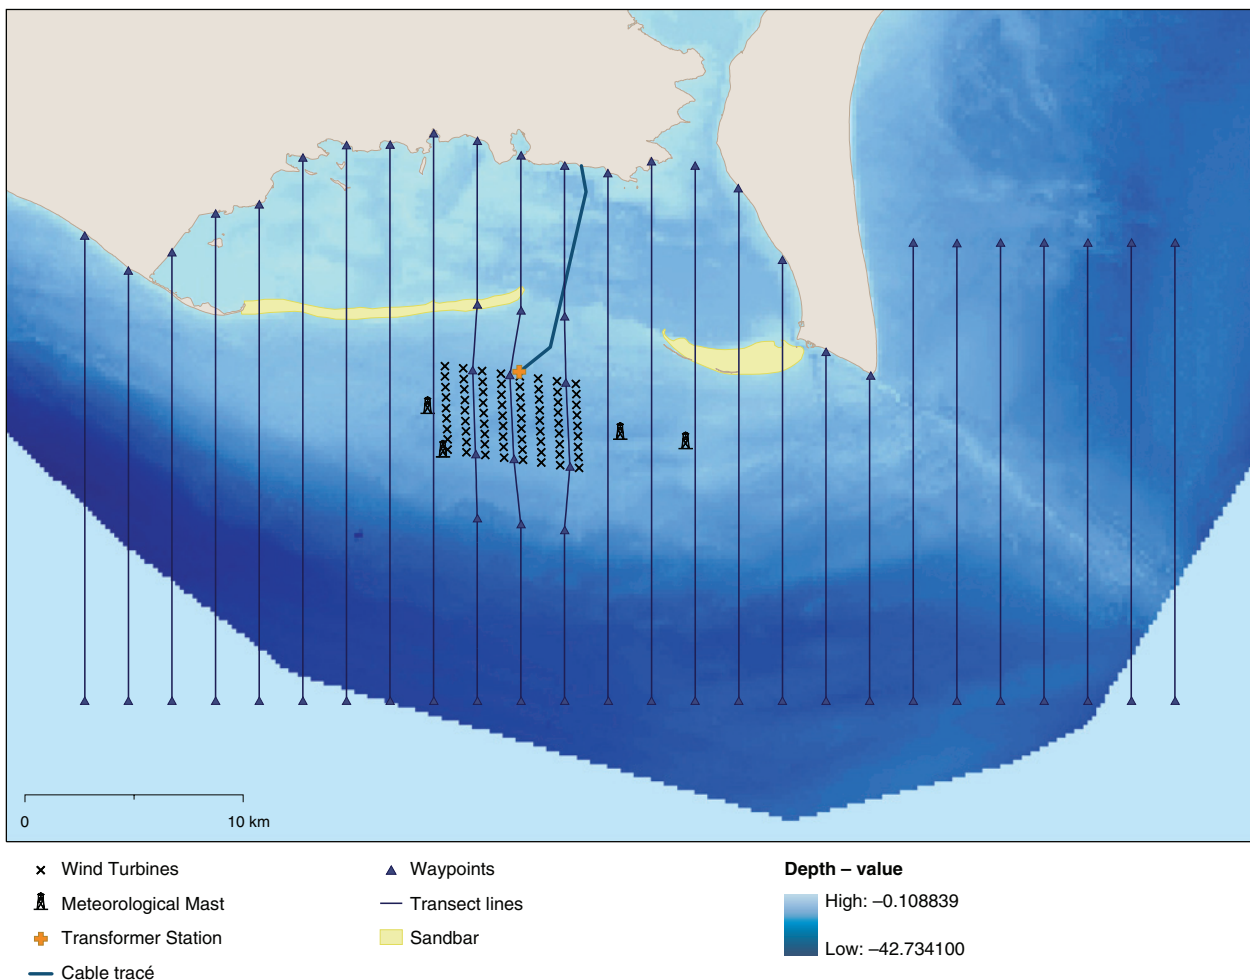 0 10 km
Wind Turbines
Meteorological Mast
Transformer Station
Cable tracé
Waypoints
Transect lines
Sandbar
Depth – value
High: –0.108839
Low: –42.734100